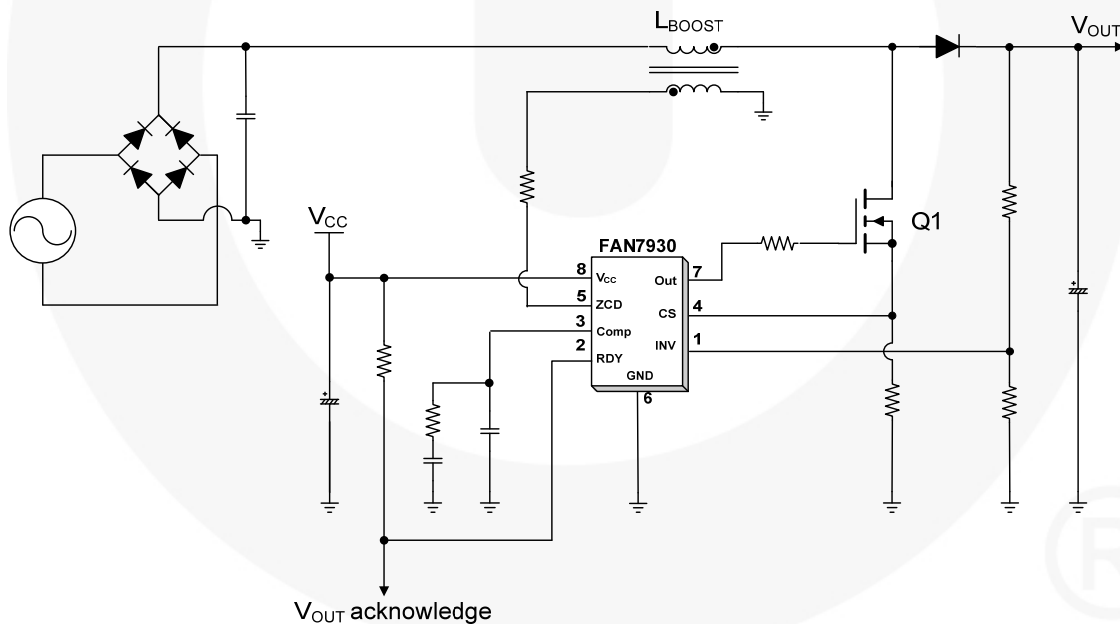 LBOOST
VOUT
VCC
FAN7930
Q1
8 VCC
Out 7
5 ZCD
CS 4
3 Comp
INV 1
2 RDY
GND
6
VOUT acknowledge
+
+
®